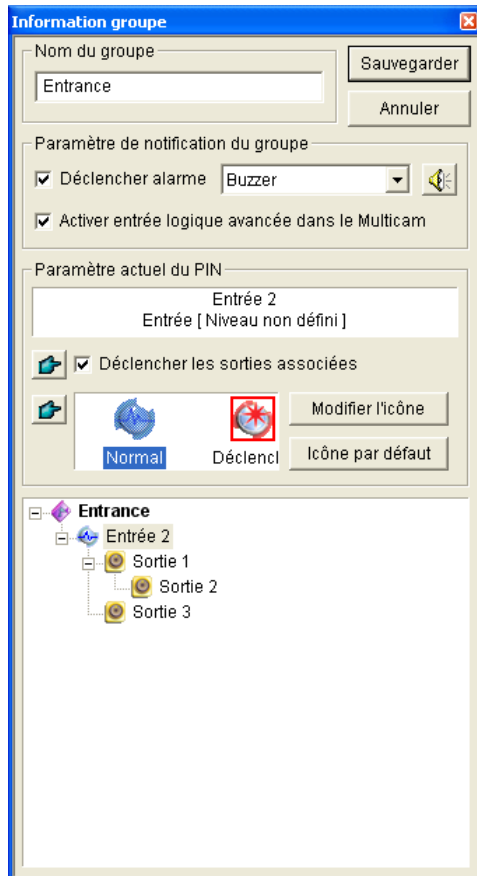 Information groupe
Nom du groupe
Sauvegarder
Entrance
Annuler
Paramètre de notification du groupe
Déclencher alarme
Buzzer
Activer entrée logique avancée dans le Multicam
Paramètre actuel du PIN
Entrée 2
Entrée [ Niveau non défini ]
Déclencher les sorties associées
Modifier l'icône
Normal
Déclencl
Icône par défaut
Entrance
Entrée 2
Sortie 1
Sortie 2
Sortie 3